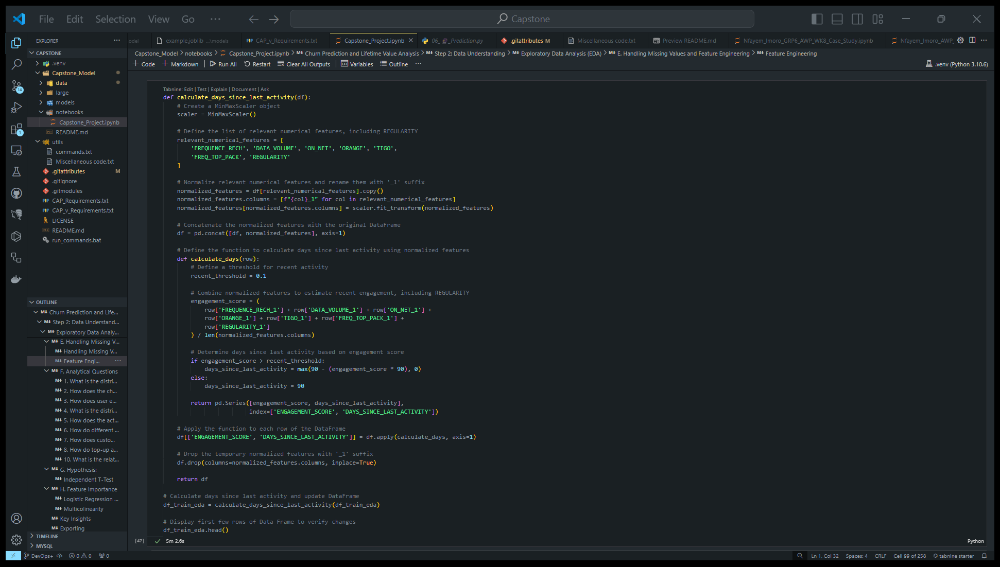 File Edit Selection View Go ··· Capstone
EXPLORER ···
odel example.joblib ...\models CAP_v_Requirements.txt Capstone_Project.ipynb 06_🔮_Prediction.py .gitattributes M Miscellaneous code.txt Preview README.md Nfayem_Imoro_GRP6_AWP_WK8_Case_Study.ipynb Nfayem_Imoro_AWP_ ···
Capstone_Model > notebooks > Capstone_Project.ipynb > M↓ Churn Prediction and Lifetime Value Analysis > M↓ Step 2: Data Understanding > M↓ Exploratory Data Analysis (EDA) > M↓ E. Handling Missing Values and Feature Engineering > M↓ Feature Engineering
+ Code + Markdown | Run All Restart Clear All Outputs | Variables Outline ··· .venv (Python 3.10.6)
CAPSTONE
.venv
Capstone_Model
data
large
models
notebooks
Capstone_Project.ipynb
README.md
utils
commands.txt
Miscellaneous code.txt
.gitattributes M
.gitignore
.gitmodules
CAP_Requirements.txt
CAP_v_Requirements.txt
LICENSE
README.md
run_commands.bat
14
1
OUTLINE
M↓ Churn Prediction and Life...
M↓ Step 2: Data Understand...
M↓ Exploratory Data Analy...
M↓ E. Handling Missing V...
M↓ Handling Missing V...
M↓ Feature Engi... ···
M↓ F. Analytical Questions
M↓ 1. What is the distri...
M↓ 2. How does the ch...
M↓ 3. How does user e...
M↓ 4. What is the distri...
M↓ 5. How does the act...
M↓ 6. How do different ...
M↓ 7. How does custo...
M↓ 8. How do top-up a...
M↓ 10. What is the relat...
M↓ G. Hypothesis:
M↓ Independent T-Test
M↓ H. Feature Importance
M↓ Logistic Regression ...
M↓ Multicolinearity
M↓ Key Insights
M↓ Exporting
TIMELINE
MYSQL
Tabnine: Edit | Test | Explain | Document | Ask
def calculate_days_since_last_activity(df):
    # Create a MinMaxScaler object
    scaler = MinMaxScaler()
    # Define the list of relevant numerical features, including REGULARITY
    relevant_numerical_features = [
        'FREQUENCE_RECH', 'DATA_VOLUME', 'ON_NET', 'ORANGE', 'TIGO',
        'FREQ_TOP_PACK', 'REGULARITY'
    ]
    # Normalize relevant numerical features and rename them with '_1' suffix
    normalized_features = df[relevant_numerical_features].copy()
    normalized_features.columns = [f"{col}_1" for col in relevant_numerical_features]
    normalized_features[normalized_features.columns] = scaler.fit_transform(normalized_features)
    # Concatenate the normalized features with the original DataFrame
    df = pd.concat([df, normalized_features], axis=1)
    # Define the function to calculate days since last activity using normalized features
    def calculate_days(row):
        # Define a threshold for recent activity
        recent_threshold = 0.1
        # Combine normalized features to estimate recent engagement, including REGULARITY
        engagement_score = (
            row['FREQUENCE_RECH_1'] + row['DATA_VOLUME_1'] + row['ON_NET_1'] +
            row['ORANGE_1'] + row['TIGO_1'] + row['FREQ_TOP_PACK_1'] +
            row['REGULARITY_1']
        ) / len(normalized_features.columns)
        # Determine days since last activity based on engagement score
        if engagement_score > recent_threshold:
            days_since_last_activity = max(90 - (engagement_score * 90), 0)
        else:
            days_since_last_activity = 90
        return pd.Series([engagement_score, days_since_last_activity],
                         index=['ENGAGEMENT_SCORE', 'DAYS_SINCE_LAST_ACTIVITY'])
    # Apply the function to each row of the DataFrame
    df[['ENGAGEMENT_SCORE', 'DAYS_SINCE_LAST_ACTIVITY']] = df.apply(calculate_days, axis=1)
    # Drop the temporary normalized features with '_1' suffix
    df.drop(columns=normalized_features.columns, inplace=True)
    return df
# Calculate days since last activity and update DataFrame
df_train_eda = calculate_days_since_last_activity(df_train_eda)
# Display first few rows of Data Frame to verify changes
df_train_eda.head()
[47] ✓ 5m 2.6s Python
DevOps+ 0 0 0 Ln 1, Col 32 Spaces: 4 CRLF Cell 99 of 258 tabnine starter